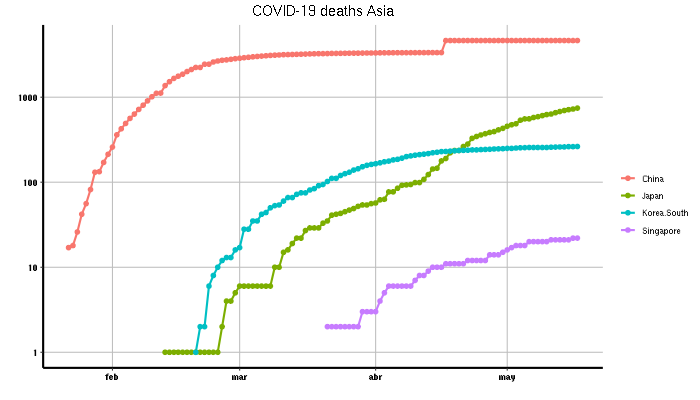 COVID-19 deaths Asia
1000
100
10
1
feb
mar
abr
may
China
Japan
Korea.South
Singapore